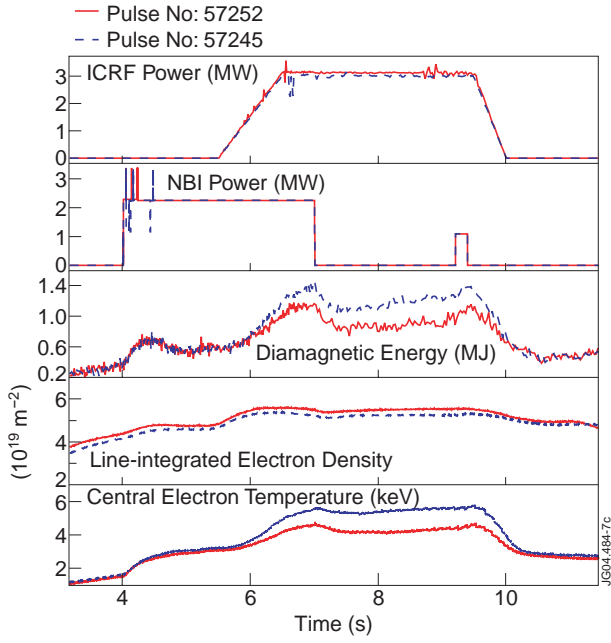 Pulse No: 57252
Pulse No: 57245
ICRF Power (MW)
3
2
1
0
NBI Power (MW)
3
2
1
0
1.4
1.0
0.6
0.2
Diamagnetic Energy (MJ)
(10¹⁹ m⁻²)
6
4
2
Line-integrated Electron Density
Central Electron Temperature (keV)
6
4
2
4
6
8
10
Time (s)
JG04.484-7c